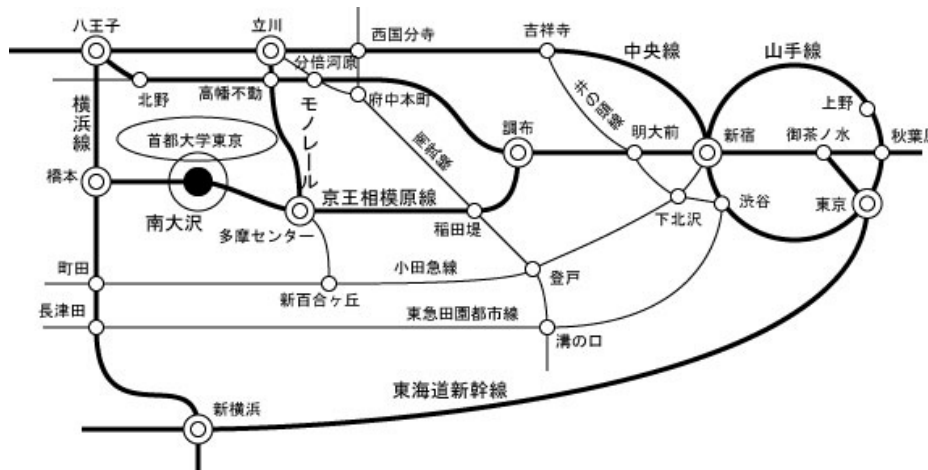 八王子
立川
西国分寺
吉祥寺
中央線
山手線
分倍河原
北野
高幡不動
府中本町
上野
横浜線
モノレール
井の頭線
首都大学東京
南武線
調布
明大前
新宿
御茶ノ水
秋葉原
橋本
京王相模原線
南大沢
多摩センター
稲田堤
下北沢
渋谷
東京
町田
小田急線
登戸
新百合ヶ丘
長津田
東急田園都市線
溝の口
東海道新幹線
新横浜